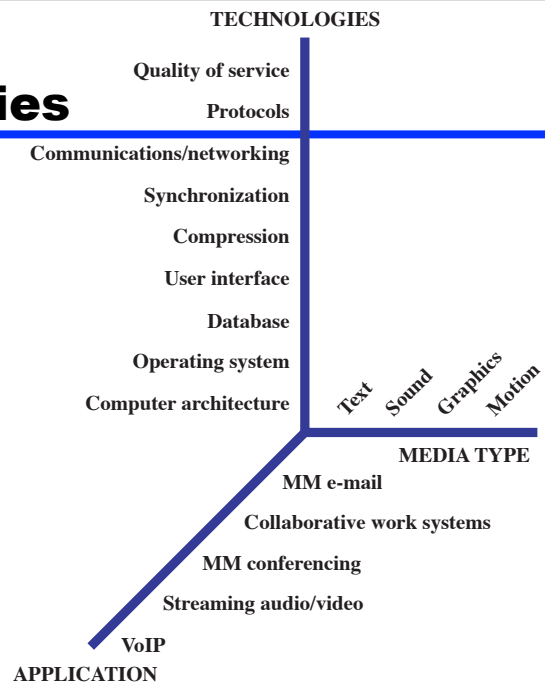 TECHNOLOGIES
Quality of service
ies
Protocols
Communications/networking
Synchronization
Compression
User interface
Database
Operating system
Computer architecture
Text
Sound
Graphics
Motion
MEDIA TYPE
MM e-mail
Collaborative work systems
MM conferencing
Streaming audio/video
VoIP
APPLICATION